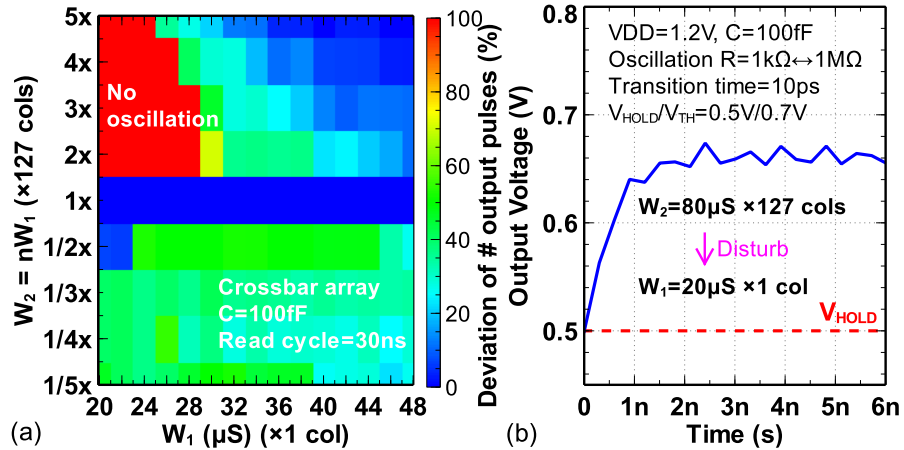 5x
4x
3x
2x
1x
1/2x
1/3x
1/4x
1/5x
W₂ = nW₁ (×127 cols)
No
oscillation
Crossbar array
C=100fF
Read cycle=30ns
20 24 28 32 36 40 44 48
W₁ (µS) (×1 col)
(a)
100
80
60
40
20
0
Deviation of # output pulses (%)
0.8
0.7
0.6
0.5
Output Voltage (V)
VDD=1.2V, C=100fF
Oscillation R=1kΩ↔1MΩ
Transition time=10ps
V_HOLD/V_TH=0.5V/0.7V
W₂=80µS ×127 cols
Disturb
W₁=20µS ×1 col
V_HOLD
0 1n 2n 3n 4n 5n 6n
Time (s)
(b)